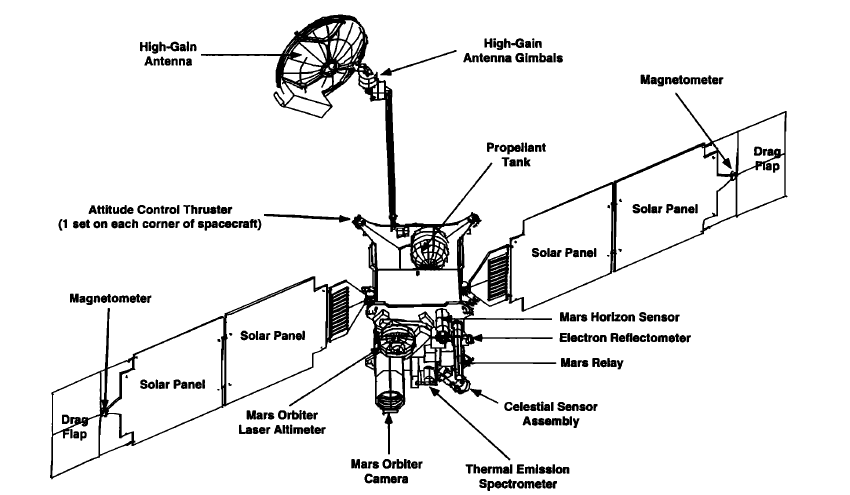 High-Gain
Antenna
High-Gain
Antenna Gimbals
Magnetometer
Propellant
Tank
Drag
Flap
Attitude Control Thruster
(1 set on each corner of spacecraft)
Solar Panel
Solar Panel
Magnetometer
Mars Horizon Sensor
Solar Panel
Electron Reflectometer
Mars Relay
Solar Panel
Drag
Flap
Mars Orbiter
Laser Altimeter
Celestial Sensor
Assembly
Mars Orbiter
Camera
Thermal Emission
Spectrometer